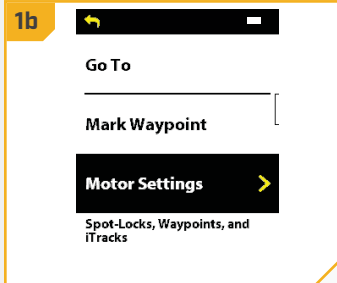 1b
Go To
Mark Waypoint
Motor Settings
Spot-Locks, Waypoints, and
iTracks